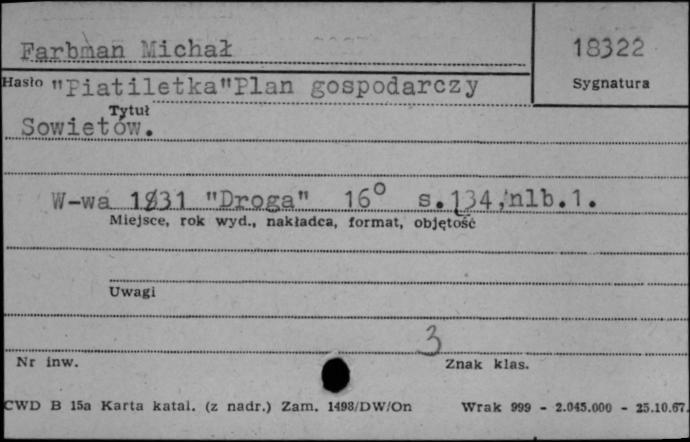 Farbman Michał
18322
Hasło "Piatiletka"Plan gospodarczy
Sygnatura
Tytuł
Sowietów.
W-wa 1931 "Droga" 16° s.134,nlb.1.
Miejsce, rok wyd., nakładca, format, objętość
Uwagi
3
Nr inw.
Znak klas.
CWD B 15a Karta katal. (z nadr.) Zam. 1493/DW/On Wrak 999 - 2.045.000 - 25.10.67.